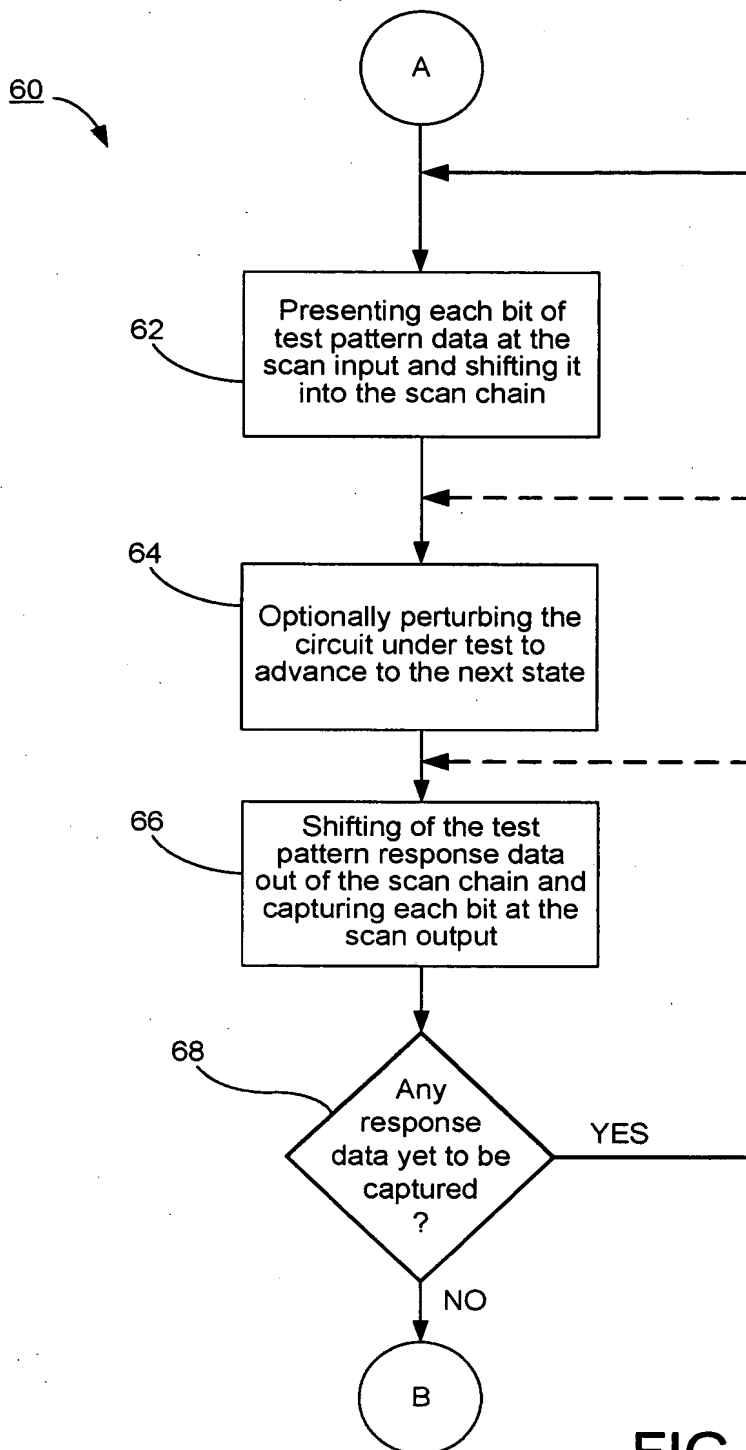 A
60
62
Presenting each bit of
test pattern data at the
scan input and shifting it
into the scan chain
64
Optionally perturbing the
circuit under test to
advance to the next state
66
Shifting of the test
pattern response data
out of the scan chain and
capturing each bit at the
scan output
68
Any
response
data yet to be
captured
?
YES
NO
B
FIG